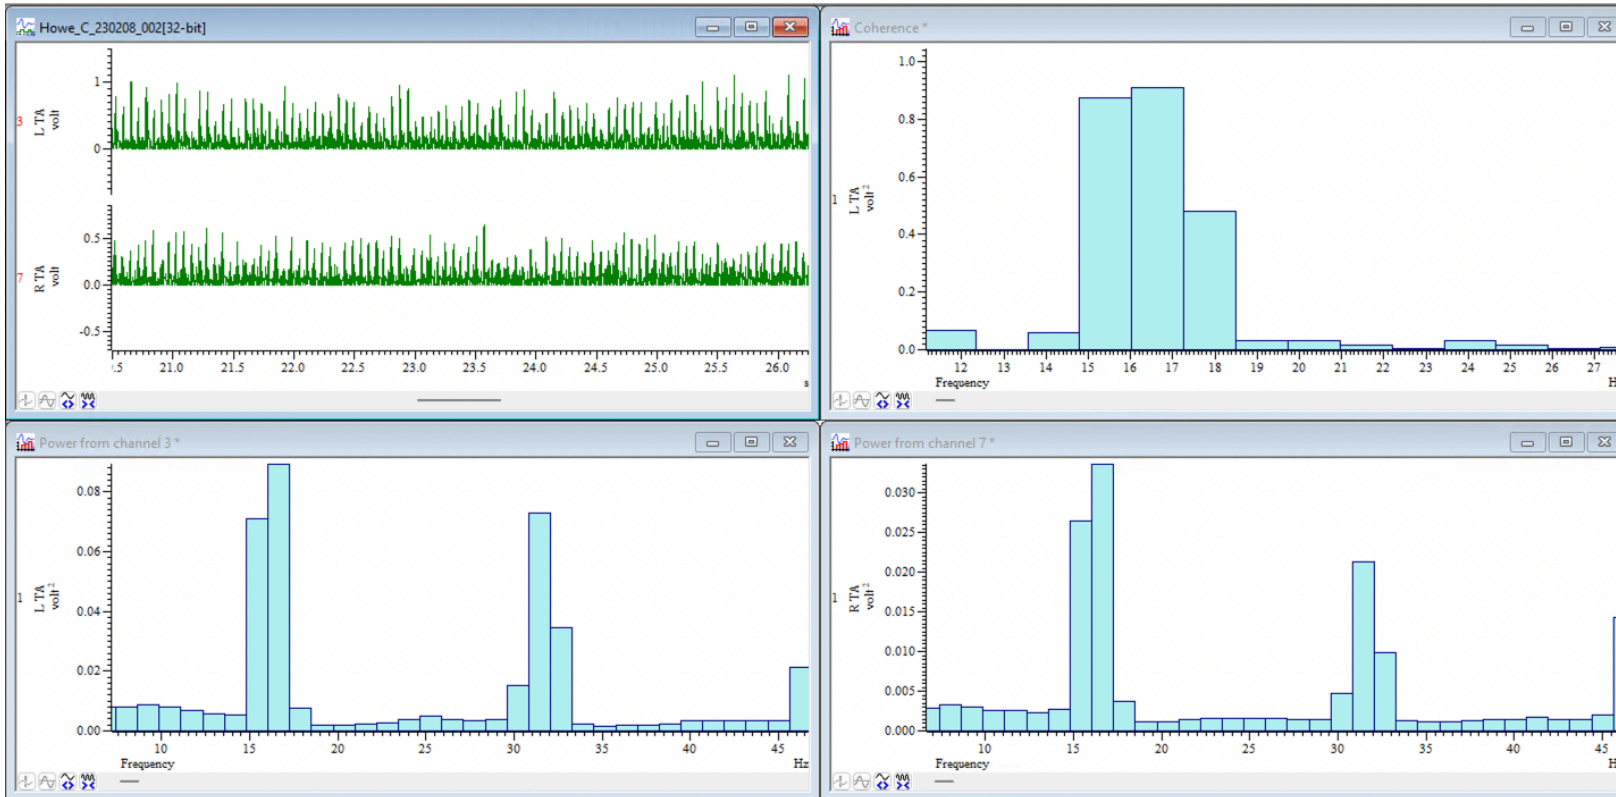 Howe_C_230208_002[32-bit]
3
L TA
volt
1
0
7
R TA
volt
0.5
0.0
-0.5
.5 21.0 21.5 22.0 22.5 23.0 23.5 24.0 24.5 25.0 25.5 26.0
s
Coherence *
1
L TA
volt²
1.0
0.8
0.6
0.4
0.2
0.0
12 13 14 15 16 17 18 19 20 21 22 23 24 25 26 27
Frequency
H
Power from channel 3 *
1
L TA
volt²
0.08
0.06
0.04
0.02
0.00
10 15 20 25 30 35 40 45
Frequency Hz
Power from channel 7 *
1
R TA
volt²
0.030
0.025
0.020
0.015
0.010
0.005
0.000
10 15 20 25 30 35 40 45
Frequency H